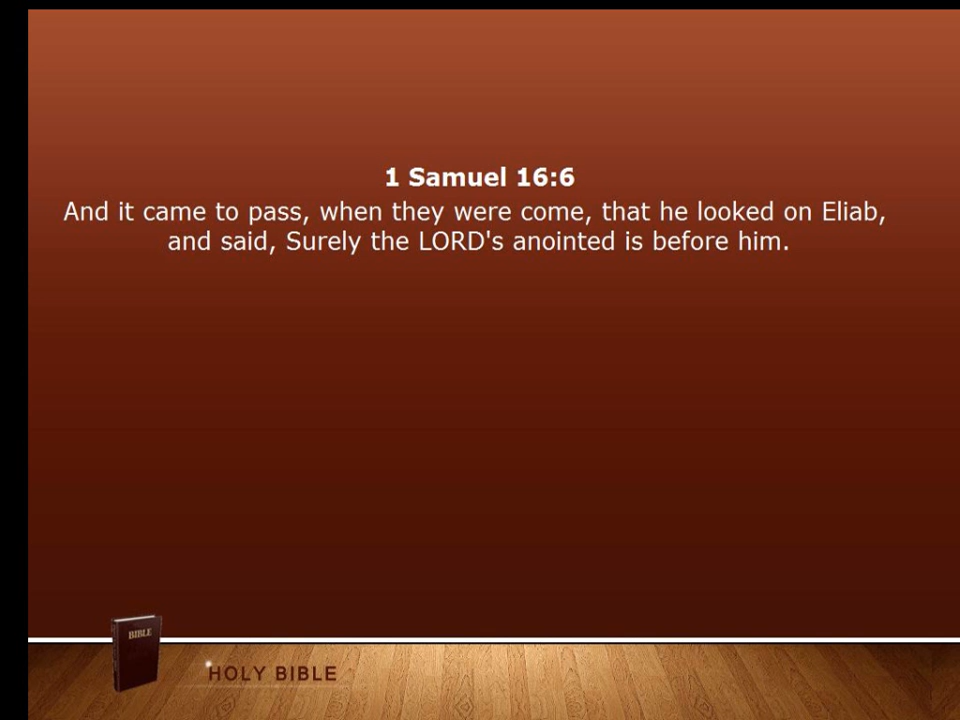 1 Samuel 16:6
And it came to pass, when they were come, that he looked on Eliab,
and said, Surely the LORD's anointed is before him.
BIBLE
HOLY BIBLE